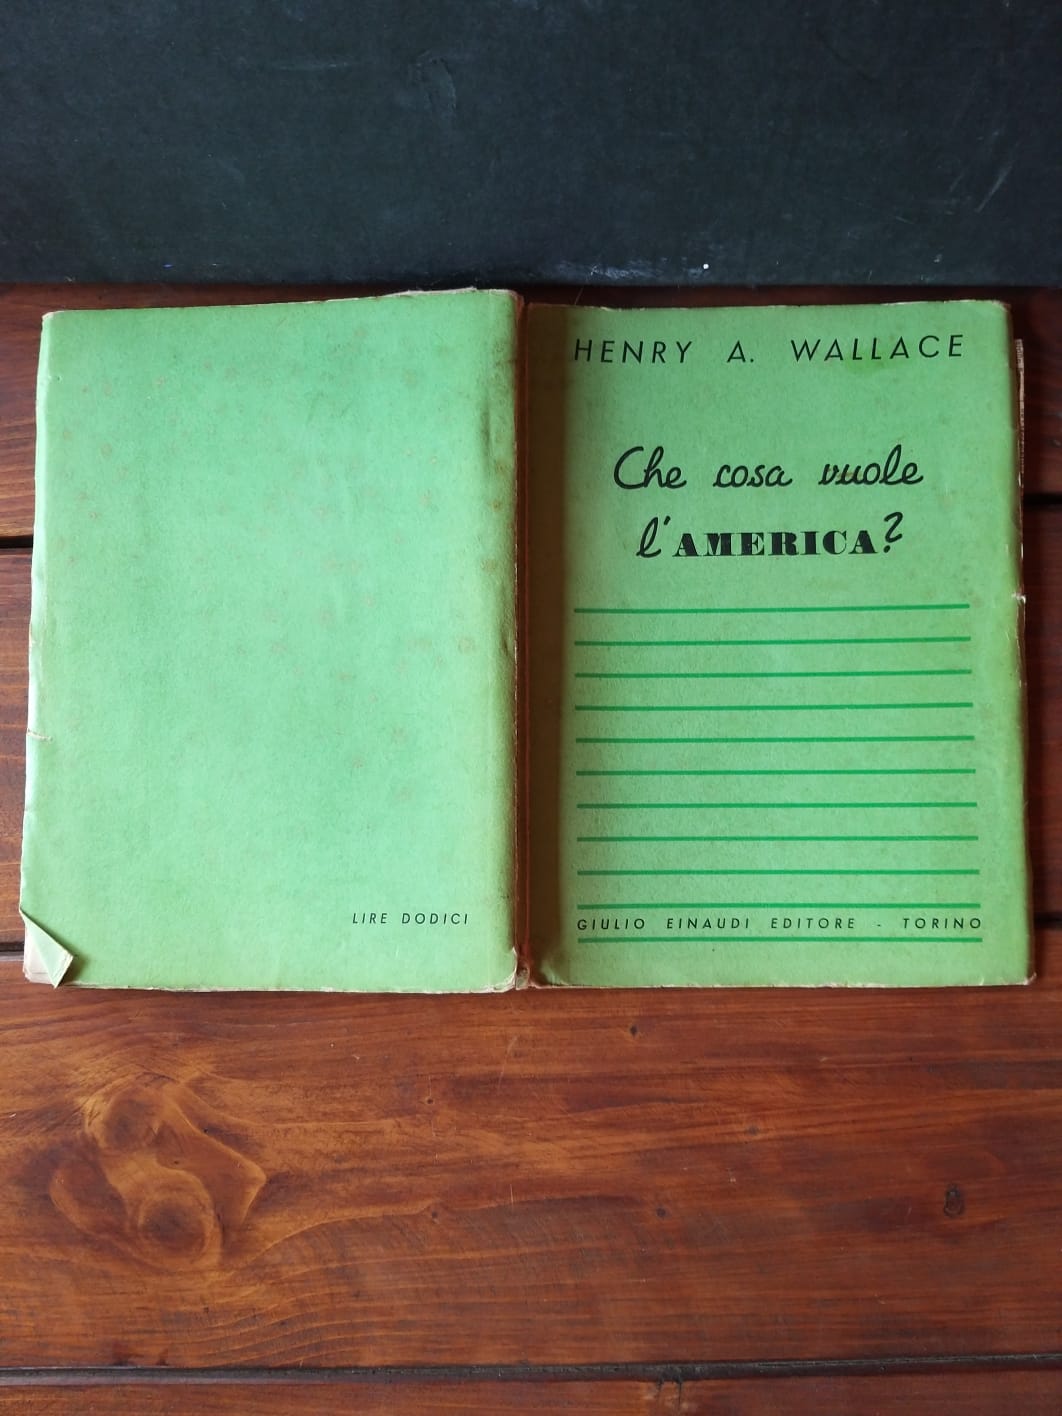 HENRY A. WALLACE
Che cosa vuole
l'AMERICA?
GIULIO EINAUDI EDITORE - TORINO
LIRE DODICI